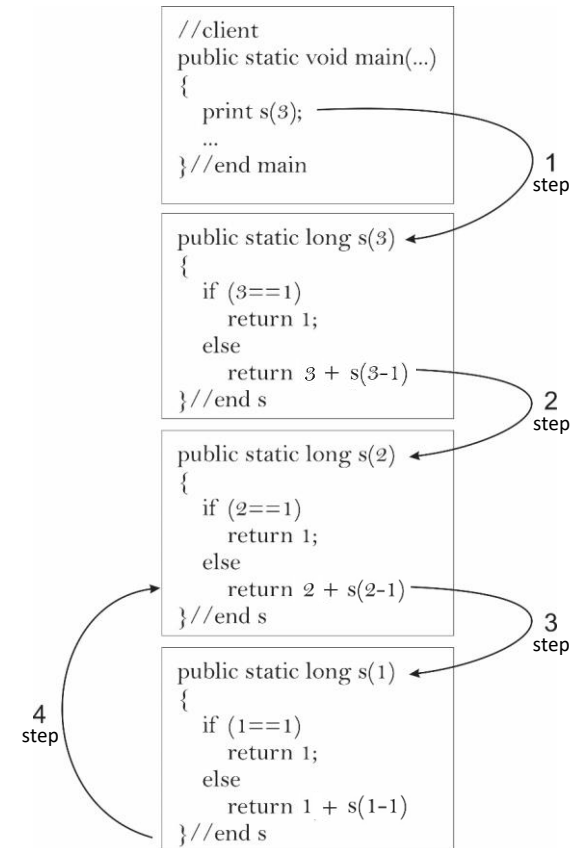 //client
public static void main(...)
{
print s(3);
...
}//end main
1
step
public static long s(3)
{
if (3==1)
return 1;
else
return 3 + s(3-1)
}//end s
2
step
public static long s(2)
{
if (2==1)
return 1;
else
return 2 + s(2-1)
}//end s
3
step
public static long s(1)
{
if (1==1)
return 1;
else
return 1 + s(1-1)
}//end s
4
step